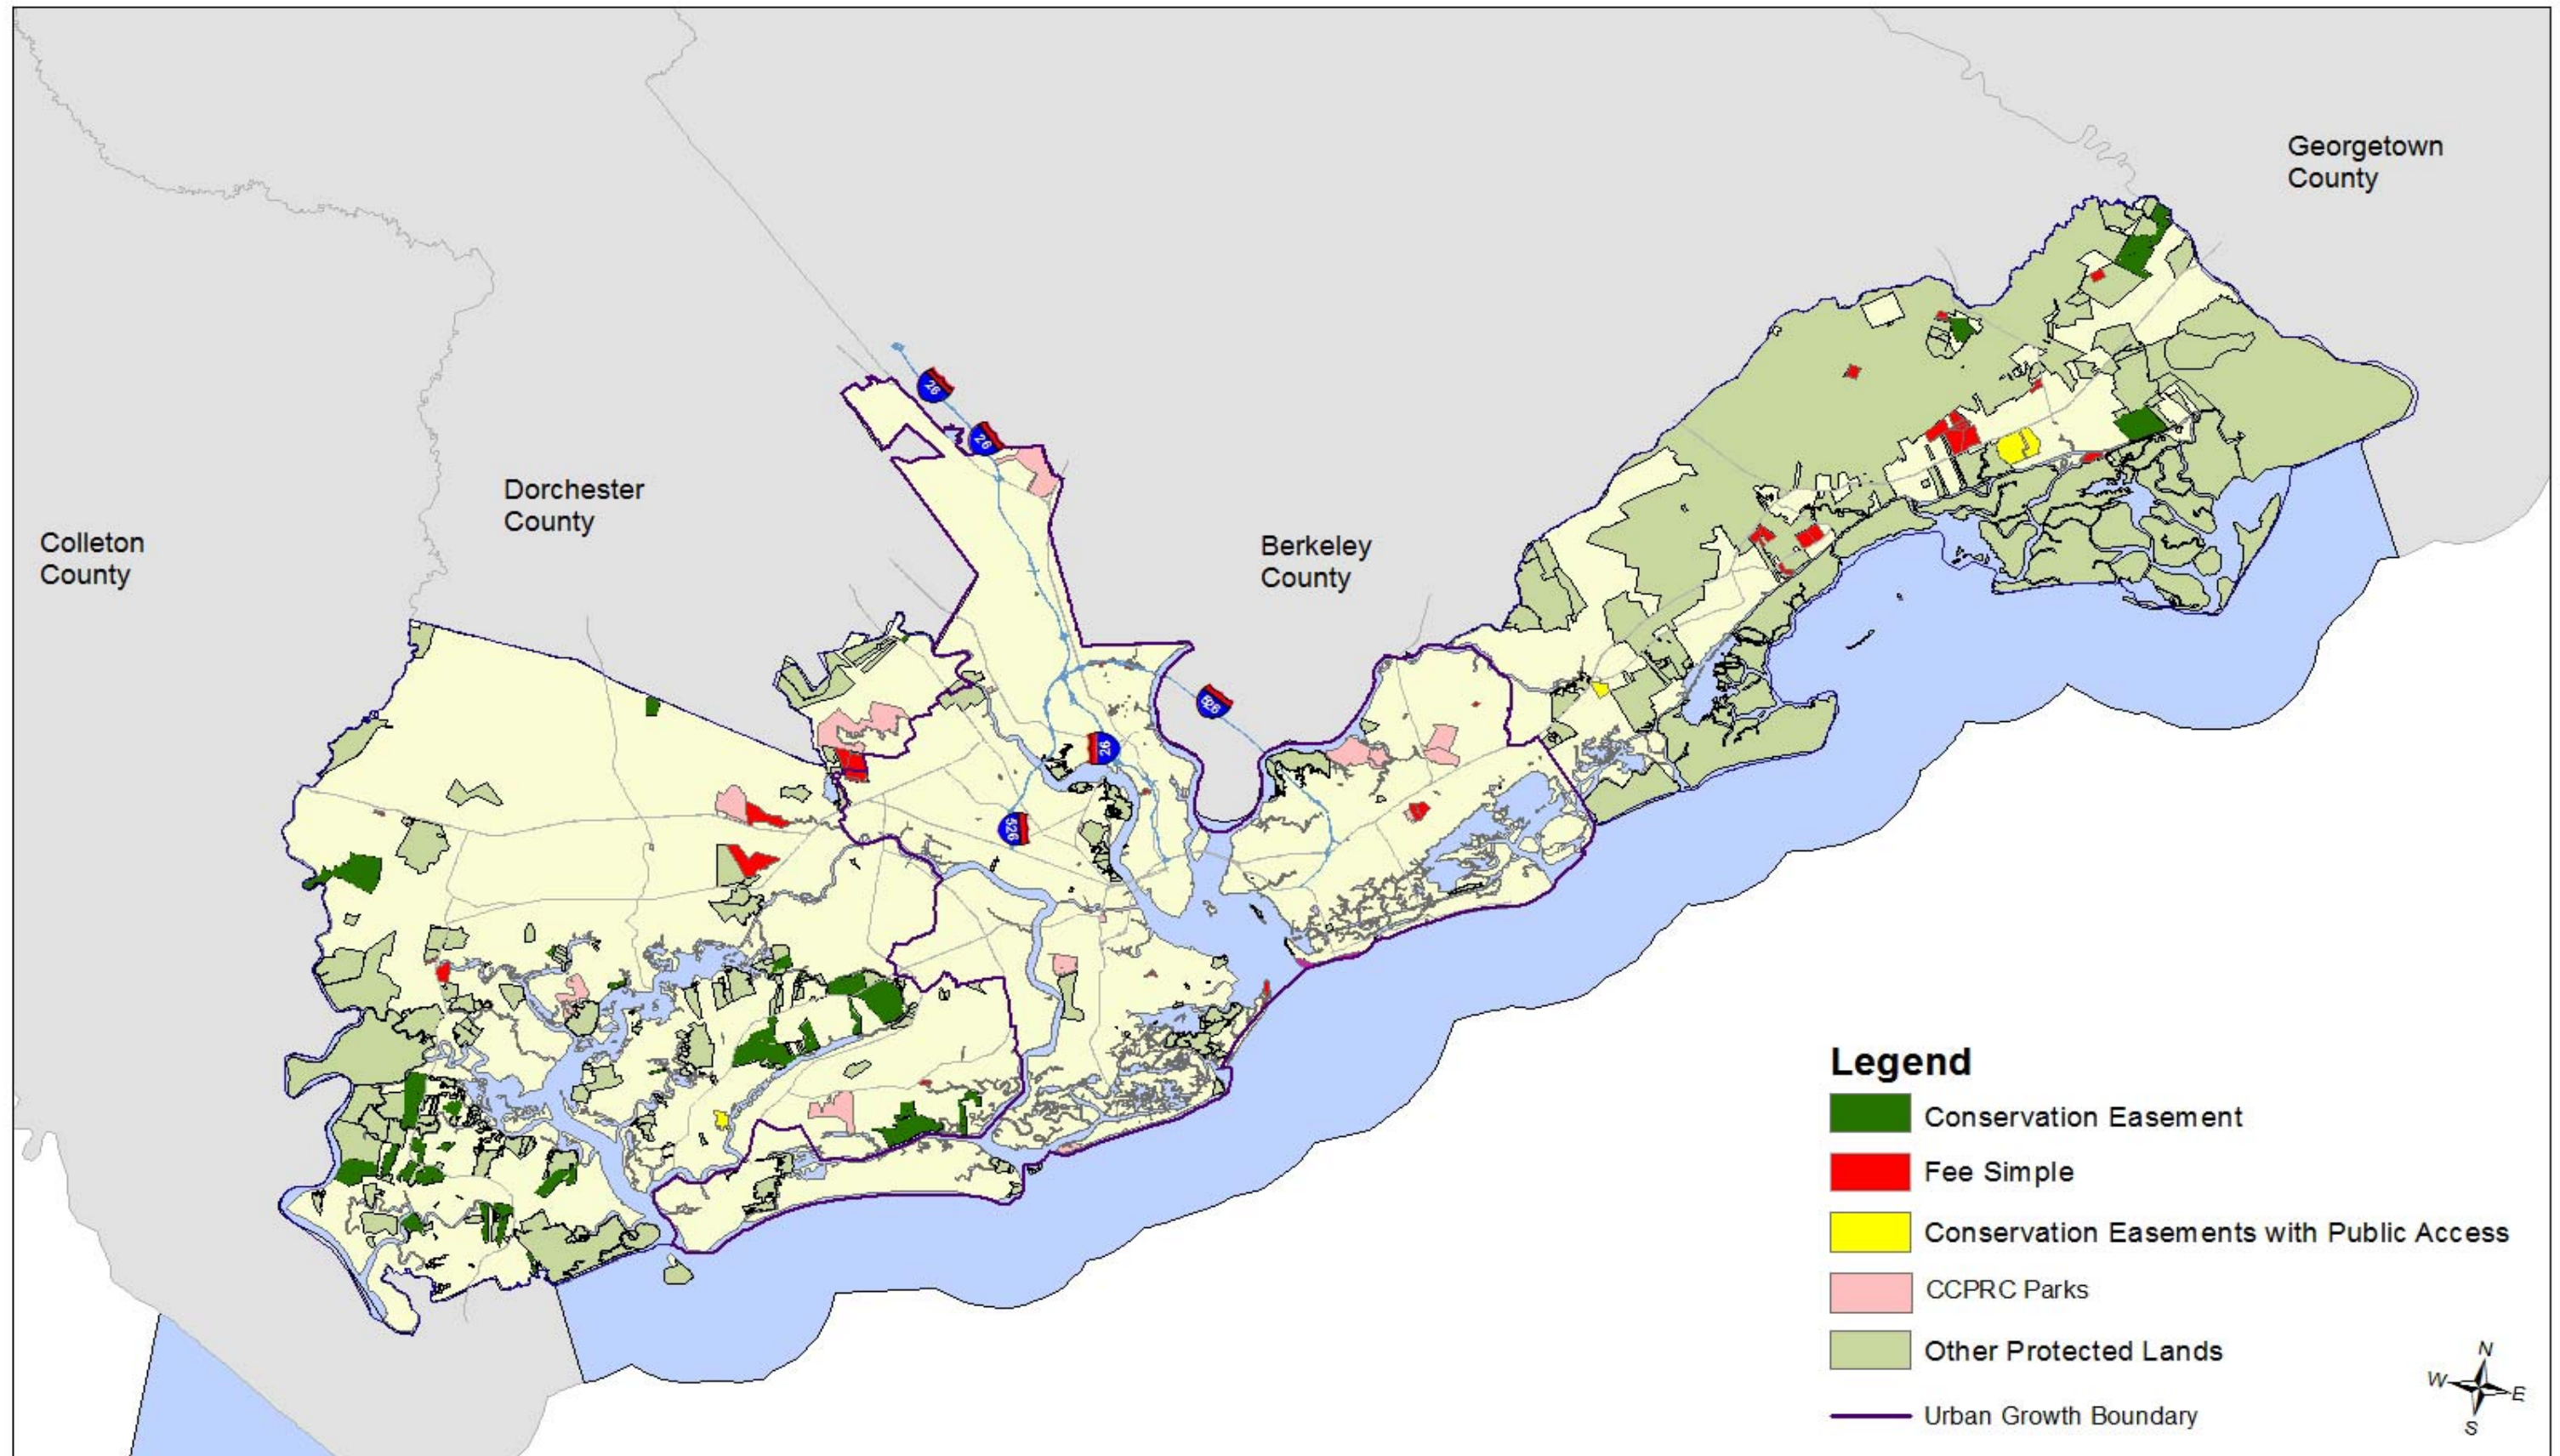 Georgetown
County
Dorchester
County
Colleton
County
Berkeley
County
26
26
526
26
526
Legend
Conservation Easement
Fee Simple
Conservation Easements with Public Access
CCPRC Parks
Other Protected Lands
Urban Growth Boundary
N
W
E
S